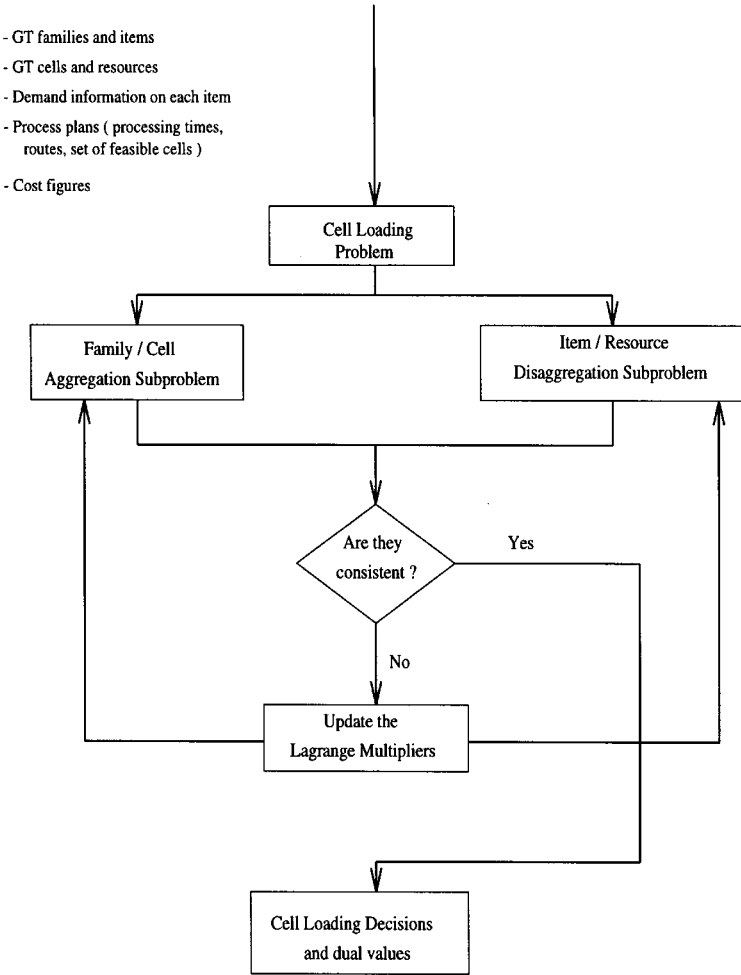 - GT families and items
- GT cells and resources
- Demand information on each item
- Process plans ( processing times,
routes, set of feasible cells )
- Cost figures
Cell Loading
Problem
Family / Cell
Aggregation Subproblem
Item / Resource
Disaggregation Subproblem
Are they
consistent ?
Yes
No
Update the
Lagrange Multipliers
Cell Loading Decisions
and dual values